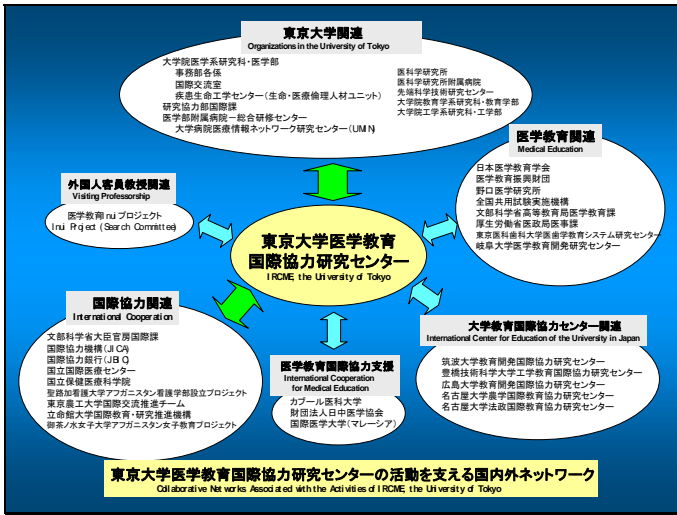 東京大学関連
Organizations in the University of Tokyo
大学院医学系研究科・医学部
事務部各係
国際交流室
疾患生命工学センター（生命・医療倫理人材ユニット）
研究協力部国際課
医学部附属病院－総合研修センター
大学病院医療情報ネットワーク研究センター（UMIN）
医科学研究所
医科学研究所附属病院
先端科学技術研究センター
大学院教育学系研究科・教育学部
大学院工学系研究科・工学部
医学教育関連
Medical Education
日本医学教育学会
医学教育振興財団
野口医学研究所
全国共用試験実施機構
文部科学省高等教育局医学教育課
厚生労働省医政局医事課
東京医科歯科大学医歯学教育システム研究センター
岐阜大学医学教育開発研究センター
外国人客員教授関連
Visiting Professorship
医学教育Inuiプロジェクト
Inui Project (Search Committee)
東京大学医学教育
国際協力研究センター
IRCME, the University of Tokyo
国際協力関連
International Cooperation
文部科学省大臣官房国際課
国際協力機構（JICA）
国際協力銀行（JBIC）
国立国際医療センター
国立保健医療科学院
聖路加看護大学アフガニスタン看護学部設立プロジェクト
東京農工大学国際交流推進チーム
立命館大学国際教育・研究推進機構
御茶ノ水女子大学アフガニスタン女子教育プロジェクト
医学教育国際協力支援
International Cooperation
for Medical Education
カブール医科大学
財団法人日中医学協会
国際医学大学（マレーシア）
大学教育国際協力センター関連
International Center for Education of the University in Japan
筑波大学教育開発国際協力研究センター
豊橋技術科学大学工学教育国際協力研究センター
広島大学教育開発国際協力研究センター
名古屋大学農学国際教育協力研究センター
名古屋大学法政国際教育協力研究センター
東京大学医学教育国際協力研究センターの活動を支える国内外ネットワーク
Collaborative Networks Associated with the Activities of IRCME, the University of Tokyo